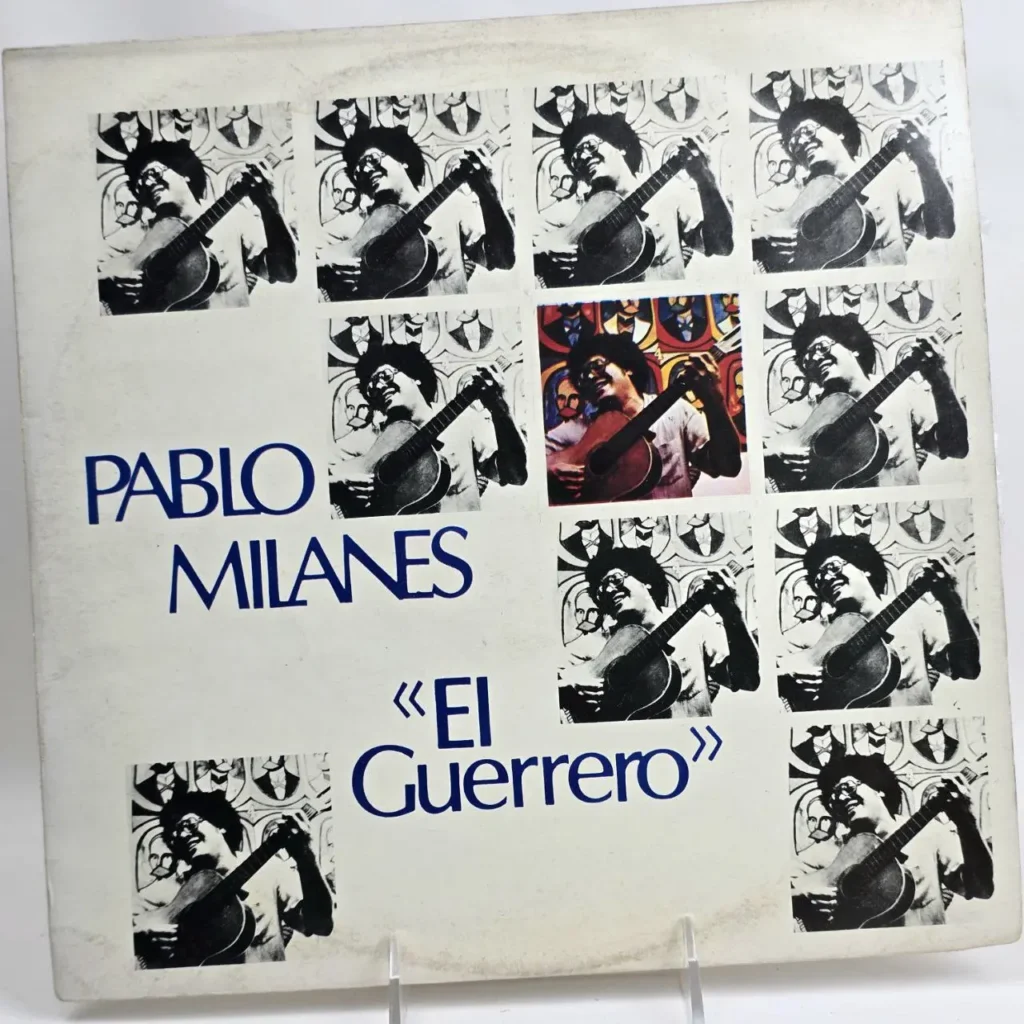 PABLO
MILANES
«El
Guerrero»